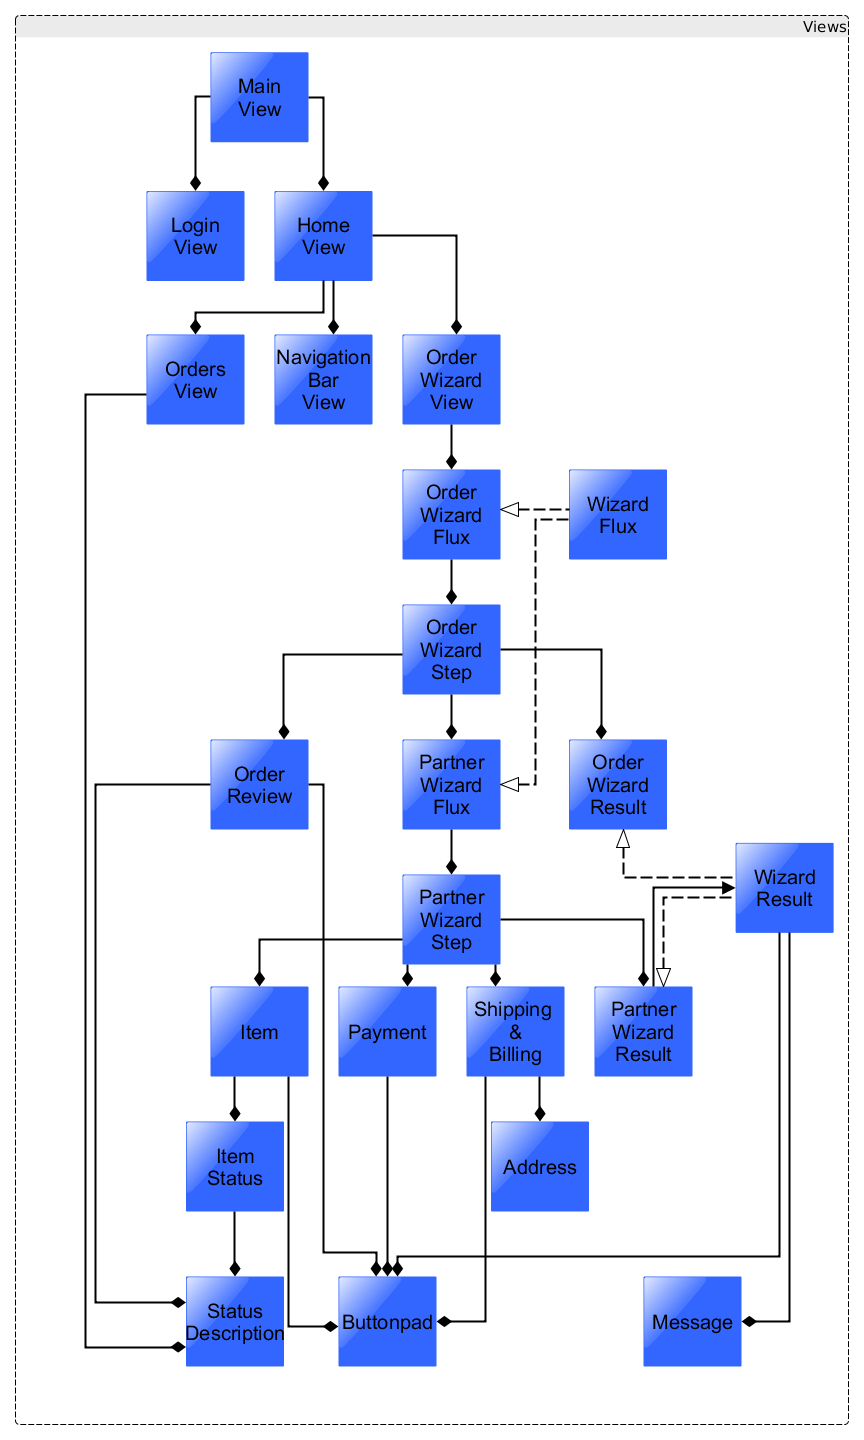 Views
Main
View
Login
View
Home
View
Orders
View
Navigation
Bar
View
Order
Wizard
View
Order
Wizard
Flux
Wizard
Flux
Order
Wizard
Step
Order
Review
Partner
Wizard
Flux
Order
Wizard
Result
Wizard
Result
Partner
Wizard
Step
Item
Payment
Shipping
&
Billing
Partner
Wizard
Result
Item
Status
Address
Status
Description
Buttonpad
Message